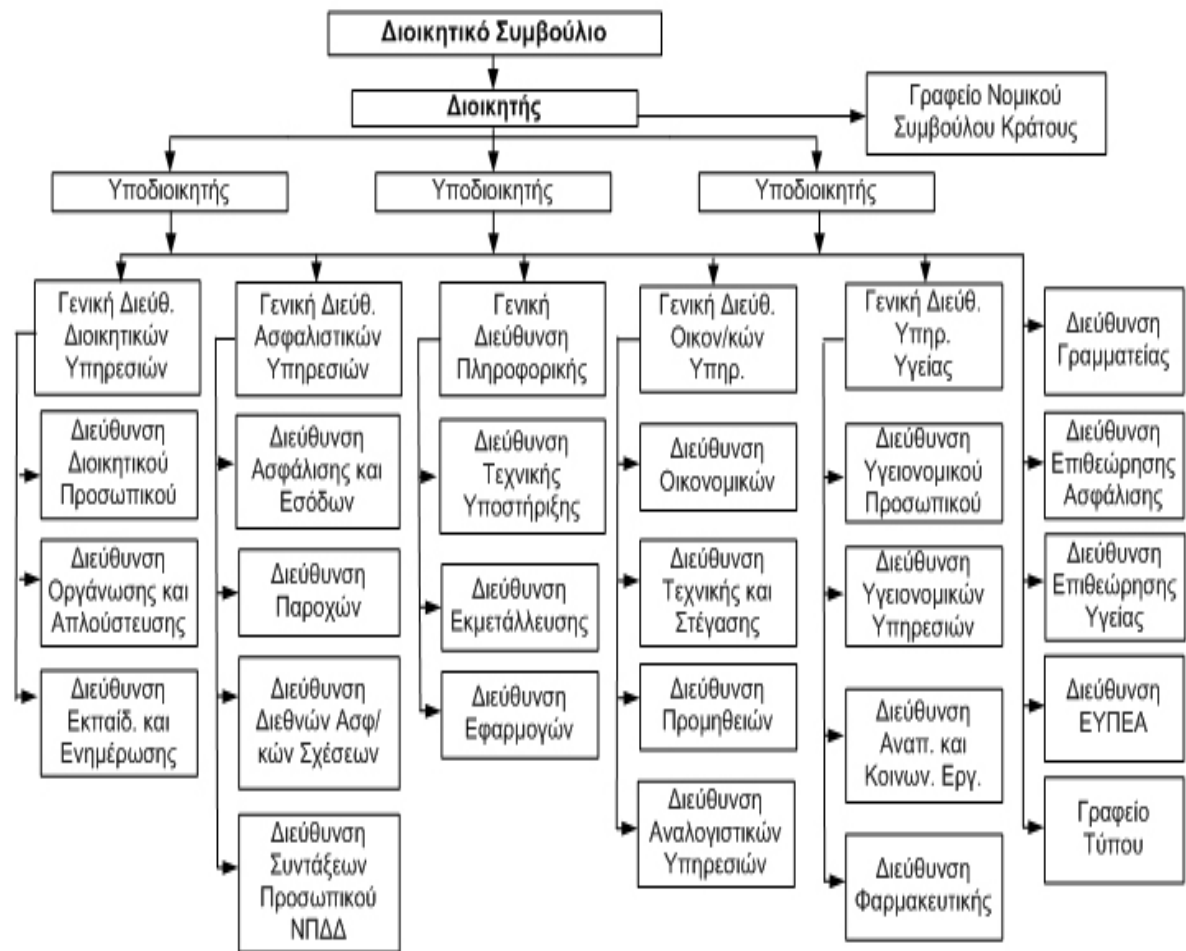 Διοικητικό Συμβούλιο
Διοικητής
Γραφείο Νομικού
Συμβούλου Κράτους
Υποδιοικητής
Υποδιοικητής
Υποδιοικητής
Γενική Διεύθ.
Διοικητικών
Υπηρεσιών
Διεύθυνση
Διοικητικού
Προσωπικού
Διεύθυνση
Οργάνωσης και
Απλούστευσης
Διεύθυνση
Εκπαίδ. και
Ενημέρωσης
Γενική Διεύθ.
Ασφαλιστικών
Υπηρεσιών
Διεύθυνση
Ασφάλισης και
Εσόδων
Διεύθυνση
Παροχών
Διεύθυνση
Διεθνών Ασφ/
κών Σχέσεων
Διεύθυνση
Συντάξεων
Προσωπικού
ΝΠΔΔ
Γενική
Διεύθυνση
Πληροφορικής
Διεύθυνση
Τεχνικής
Υποστήριξης
Διεύθυνση
Εκμετάλλευσης
Διεύθυνση
Εφαρμογών
Γενική Διεύθ.
Οικον/κών
Υπηρ.
Διεύθυνση
Οικονομικών
Διεύθυνση
Τεχνικής και
Στέγασης
Διεύθυνση
Προμηθειών
Διεύθυνση
Αναλογιστικών
Υπηρεσιών
Γενική Διεύθ.
Υπηρ.
Υγείας
Διεύθυνση
Υγειονομικού
Προσωπικού
Διεύθυνση
Υγειονομικών
Υπηρεσιών
Διεύθυνση
Αναπ. και
Κοινων. Εργ.
Διεύθυνση
Φαρμακευτικής
Διεύθυνση
Γραμματείας
Διεύθυνση
Επιθεώρησης
Ασφάλισης
Διεύθυνση
Επιθεώρησης
Υγείας
Διεύθυνση
ΕΥΠΕΑ
Γραφείο
Τύπου